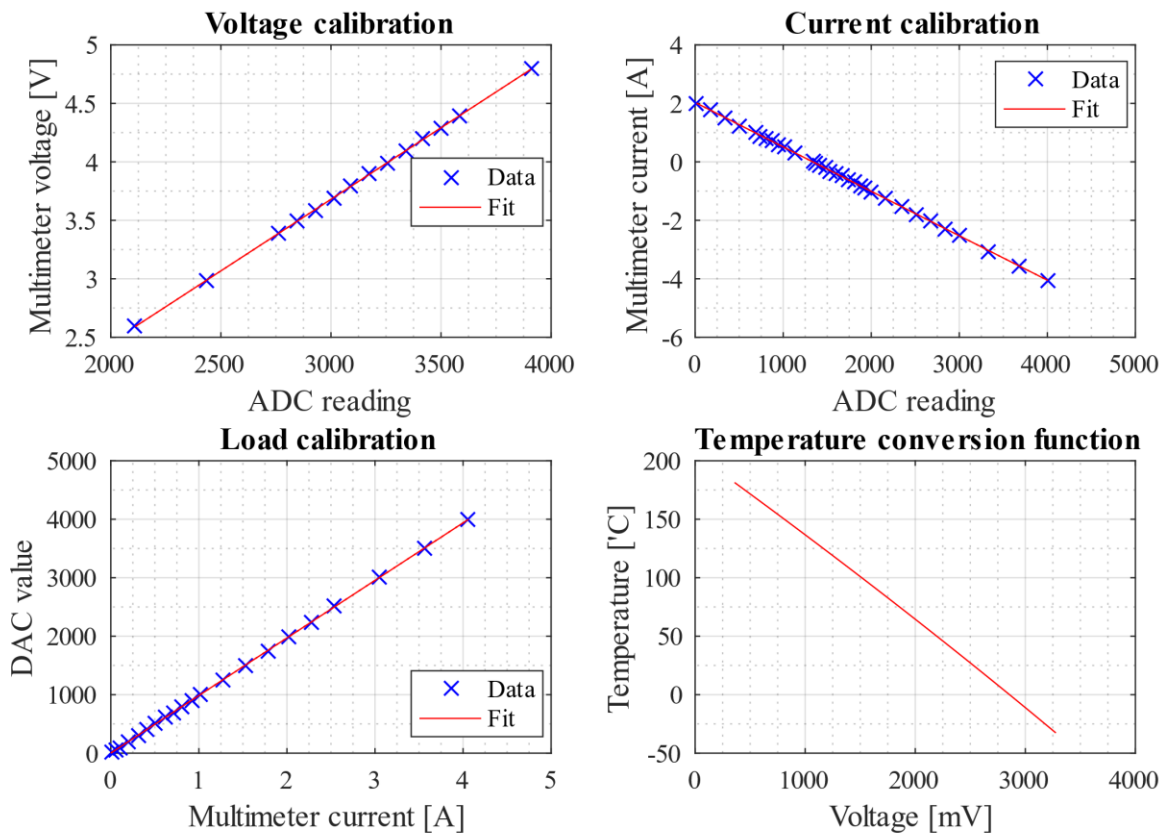 Voltage calibration
Multimeter voltage [V]
5
4.5
4
3.5
3
2.5
2000 2500 3000 3500 4000
ADC reading
Data
Fit
Current calibration
Multimeter current [A]
4
2
0
-2
-4
-6
0 1000 2000 3000 4000 5000
ADC reading
Data
Fit
Load calibration
DAC value
5000
4000
3000
2000
1000
0
0 1 2 3 4 5
Multimeter current [A]
Data
Fit
Temperature conversion function
Temperature ['C]
200
150
100
50
0
-50
0 1000 2000 3000 4000
Voltage [mV]